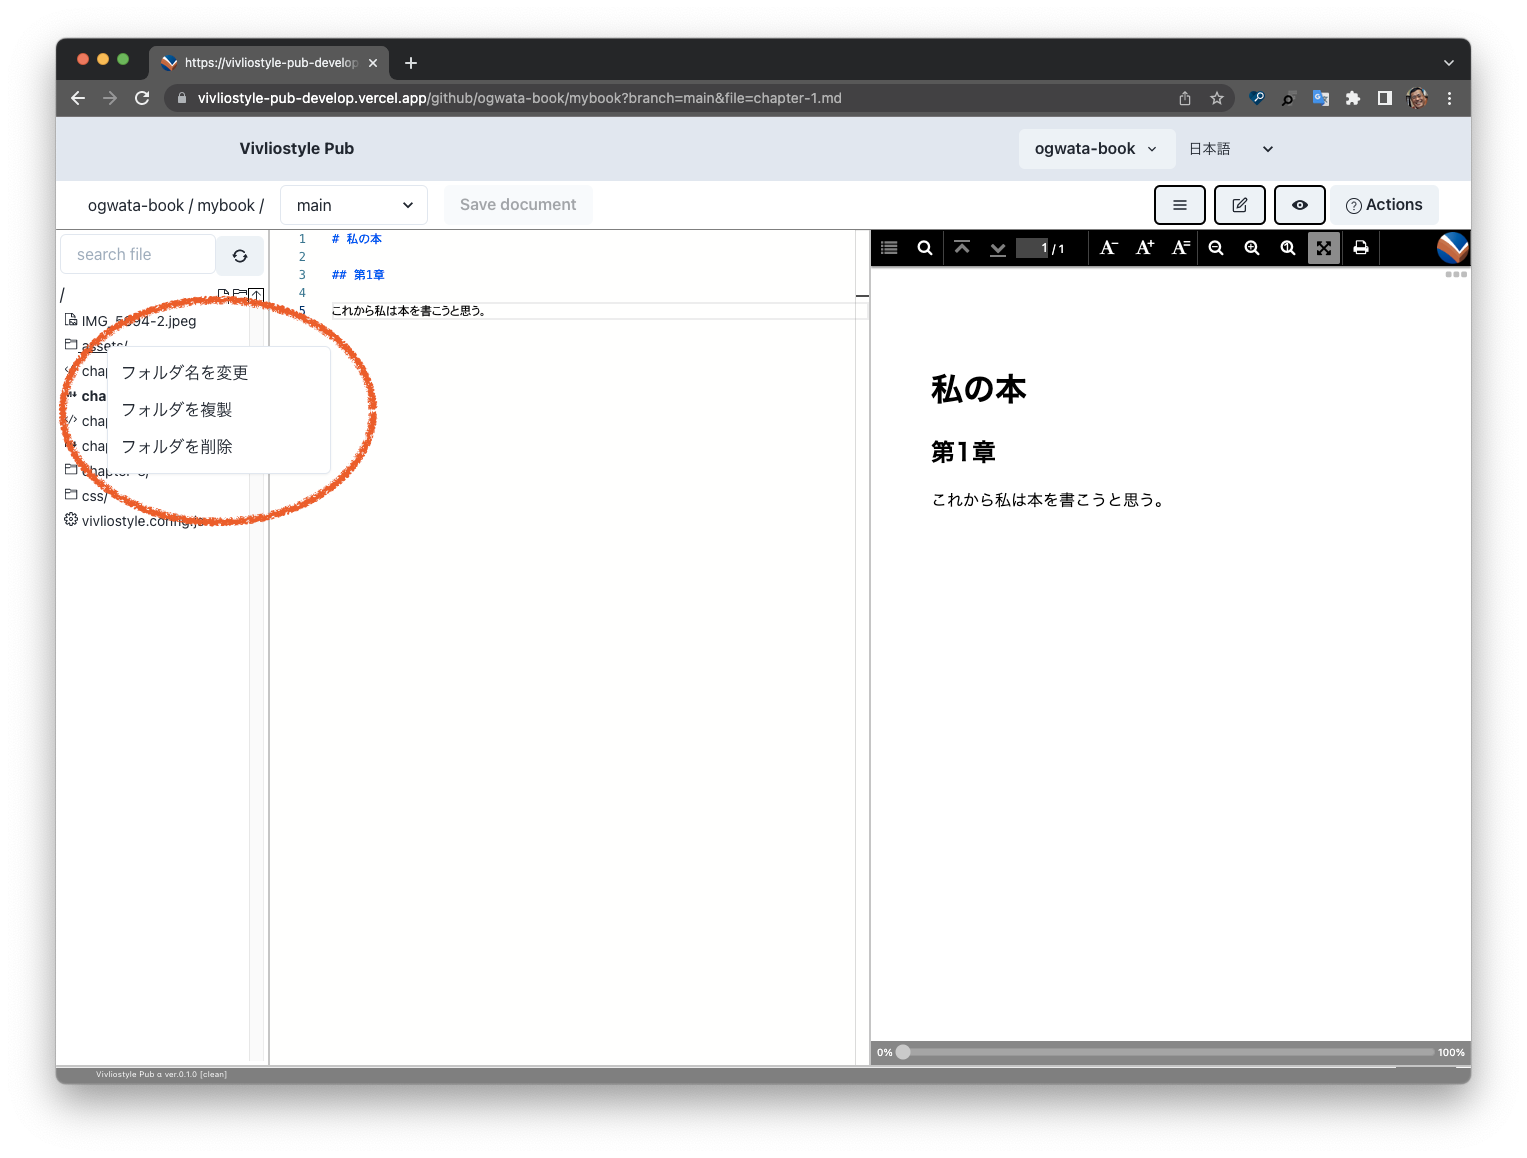 https://vivliostyle-pub-develop
vivliostyle-pub-develop.vercel.app/github/ogwata-book/mybook?branch=main&file=chapter-1.md
Vivliostyle Pub
ogwata-book
日本語
ogwata-book / mybook /
main
Save document
Actions
search file
/
IMG_5694-2.jpeg
assets/
chap
フォルダ名を変更
cha
フォルダを複製
chap
chap
フォルダを削除
css/
vivliostyle.config.js
1 # 私の本
2
3 ## 第1章
4
5 これから私は本を書こうと思う。
1 / 1
私の本
第1章
これから私は本を書こうと思う。
0%
100%
Vivliostyle Pub α ver.0.1.0 [clean]